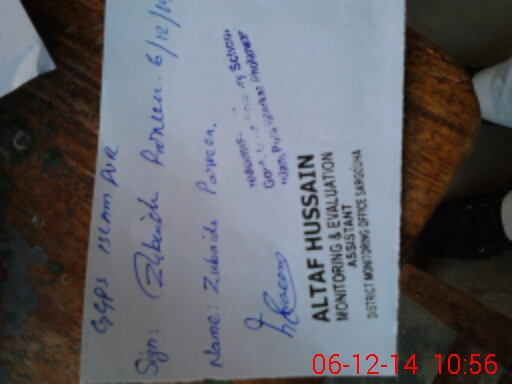 GGPS ISLAM PUR
Sign: Zubaida Parveen. 6/12/14
Name: Zubaida Parveen.
ALTAF HUSSAIN
MONITORING & EVALUATION
ASSISTANT
DISTRICT MONITORING OFFICE SARGODHA
06-12-14 10:56